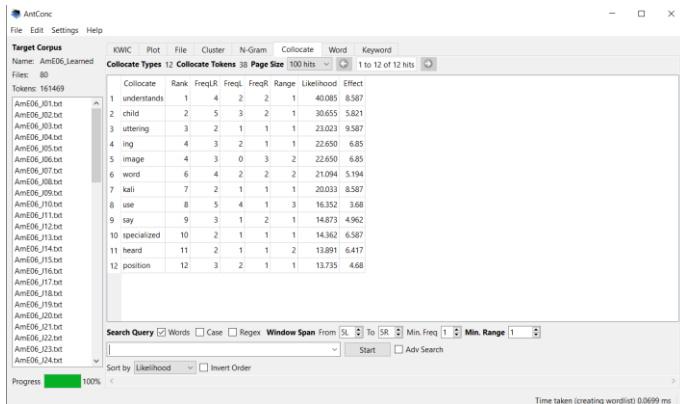 AntConc
File Edit Settings Help
Target Corpus
Name: AmE06_Learned
Files: 80
Tokens: 161469
AmE06_J01.txt
AmE06_J02.txt
AmE06_J03.txt
AmE06_J04.txt
AmE06_J05.txt
AmE06_J06.txt
AmE06_J07.txt
AmE06_J08.txt
AmE06_J09.txt
AmE06_J10.txt
AmE06_J11.txt
AmE06_J12.txt
AmE06_J13.txt
AmE06_J14.txt
AmE06_J15.txt
AmE06_J16.txt
AmE06_J17.txt
AmE06_J18.txt
AmE06_J19.txt
AmE06_J20.txt
AmE06_J21.txt
AmE06_J22.txt
AmE06_J23.txt
AmE06_J24.txt
Progress 100%
KWIC Plot File Cluster N-Gram Collocate Word Keyword
Collocate Types 12 Collocate Tokens 38 Page Size 100 hits 1 to 12 of 12 hits
Collocate Rank FreqLR FreqL FreqR Range Likelihood Effect
1 understands 1 4 2 2 1 40.085 8.587
2 child 2 5 3 2 1 30.655 5.821
3 uttering 3 2 1 1 1 23.023 9.587
4 ing 4 3 2 1 1 22.650 6.85
5 image 4 3 0 3 2 22.650 6.85
6 word 6 4 2 2 2 21.094 5.194
7 kali 7 2 1 1 1 20.033 8.587
8 use 8 5 4 1 3 16.352 3.68
9 say 9 3 1 2 1 14.873 4.962
10 specialized 10 2 1 1 1 14.362 6.587
11 heard 11 2 1 1 2 13.891 6.417
12 position 12 3 2 1 1 13.735 4.68
Search Query Words Case Regex Window Span From 5L To 5R Min. Freq 1 Min. Range 1
Start Adv Search
Sort by Likelihood Invert Order
Time taken (creating wordlist) 0.0699 ms